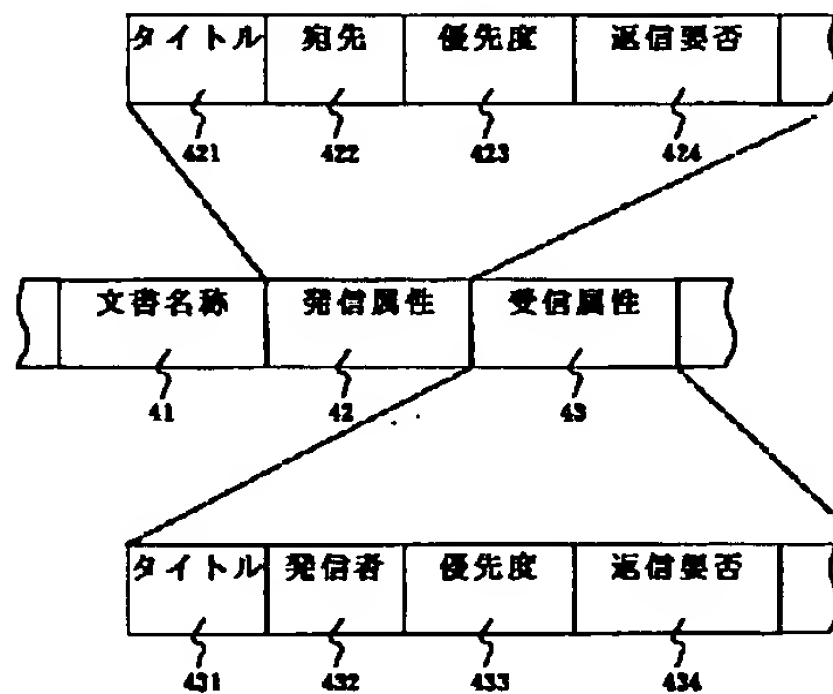 タイトル 宛先 優先度 返信要否
421 422 423 424
文書名称 発信属性 受信属性
41 42 43
タイトル 発信者 優先度 返信要否
431 432 433 434